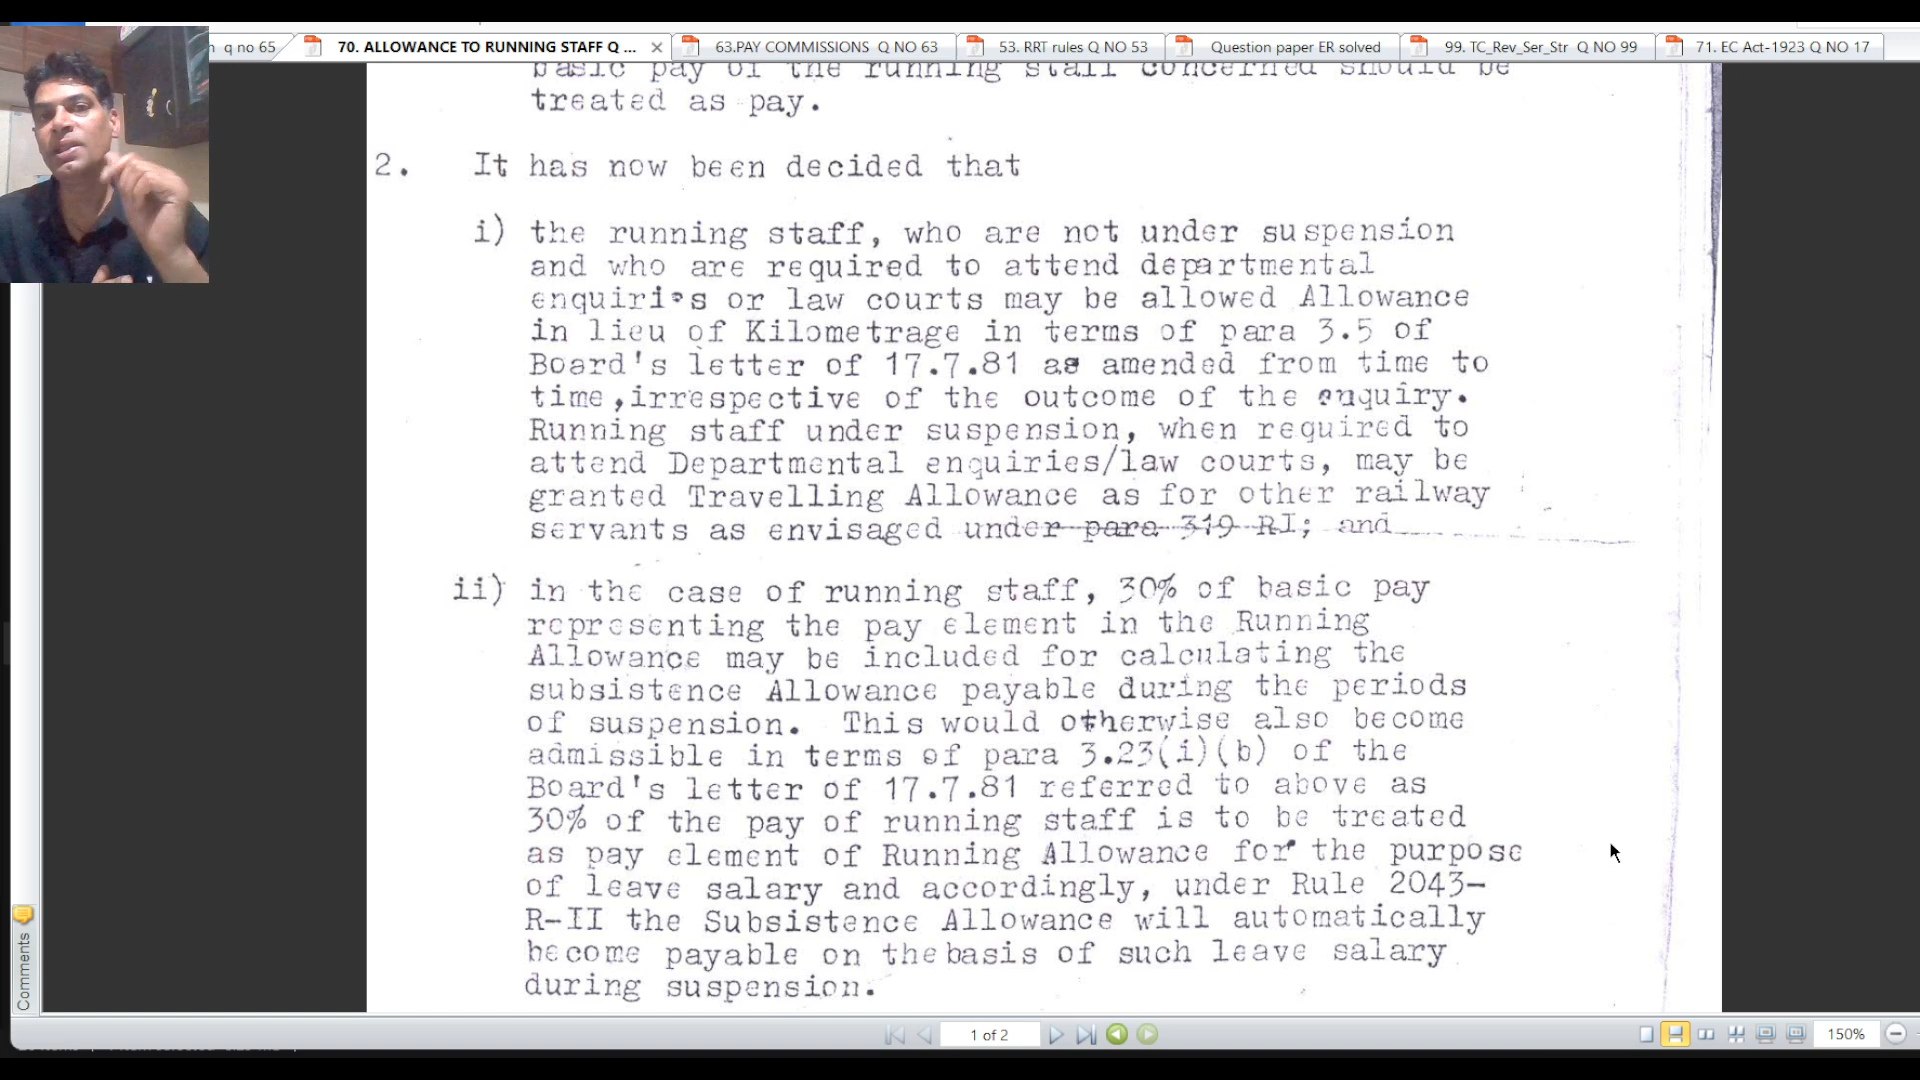 n q no 65
70. ALLOWANCE TO RUNNING STAFF Q ...
63.PAY COMMISSIONS Q NO 63
53. RRT rules Q NO 53
Question paper ER solved
99. TC_Rev_Ser_Str Q NO 99
71. EC Act-1923 Q NO 17
basic pay of the running staff concerned should be
treated as pay.
2. It has now been decided that
i) the running staff, who are not under suspension
and who are required to attend departmental
enquiries or law courts may be allowed Allowance
in lieu of Kilometrage in terms of para 3.5 of
Board's letter of 17.7.81 as amended from time to
time,irrespective of the outcome of the enquiry.
Running staff under suspension, when required to
attend Departmental enquiries/law courts, may be
granted Travelling Allowance as for other railway
servants as envisaged under para 319 RI; and
ii) in the case of running staff, 30% of basic pay
representing the pay element in the Running
Allowance may be included for calculating the
subsistence Allowance payable during the periods
of suspension. This would otherwise also become
admissible in terms of para 3.23(i)(b) of the
Board's letter of 17.7.81 referred to above as
30% of the pay of running staff is to be treated
as pay element of Running Allowance for the purpose
of leave salary and accordingly, under Rule 2043-
R-II the Subsistence Allowance will automatically
become payable on the basis of such leave salary
during suspension.
Comments
1 of 2
150%